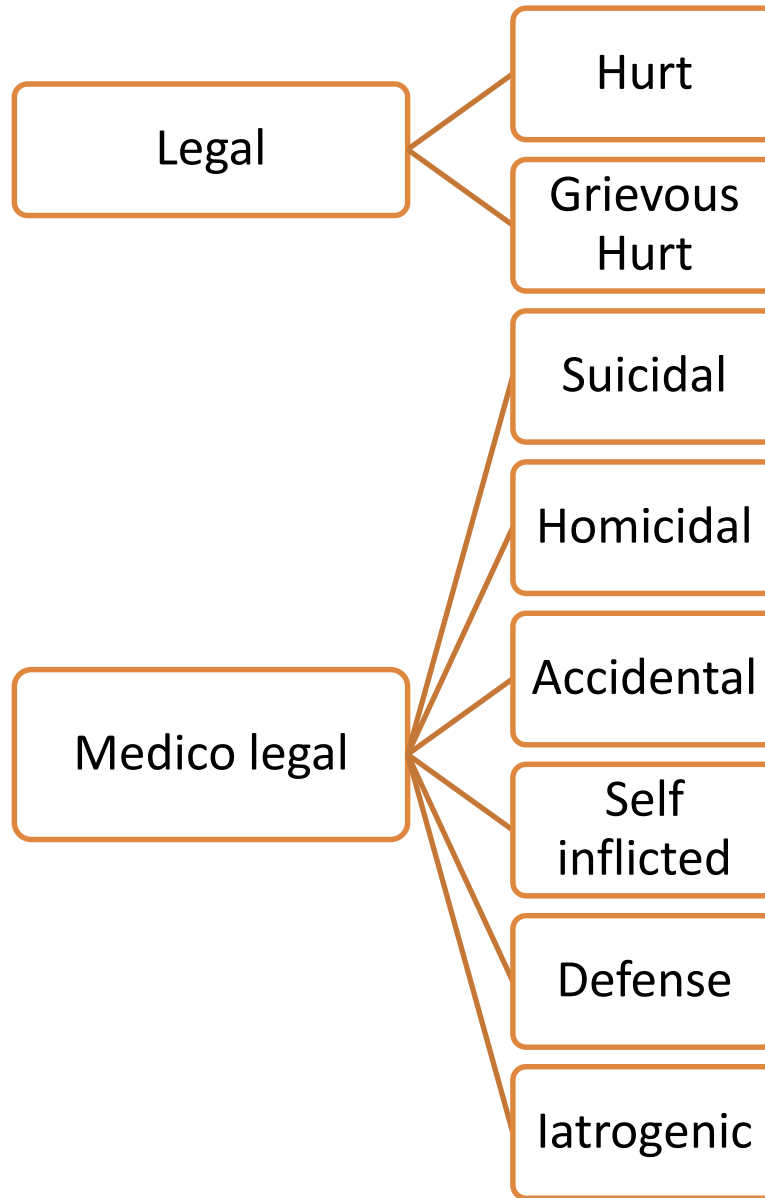 Legal
Hurt
Grievous
Hurt
Medico legal
Suicidal
Homicidal
Accidental
Self
inflicted
Defense
Iatrogenic